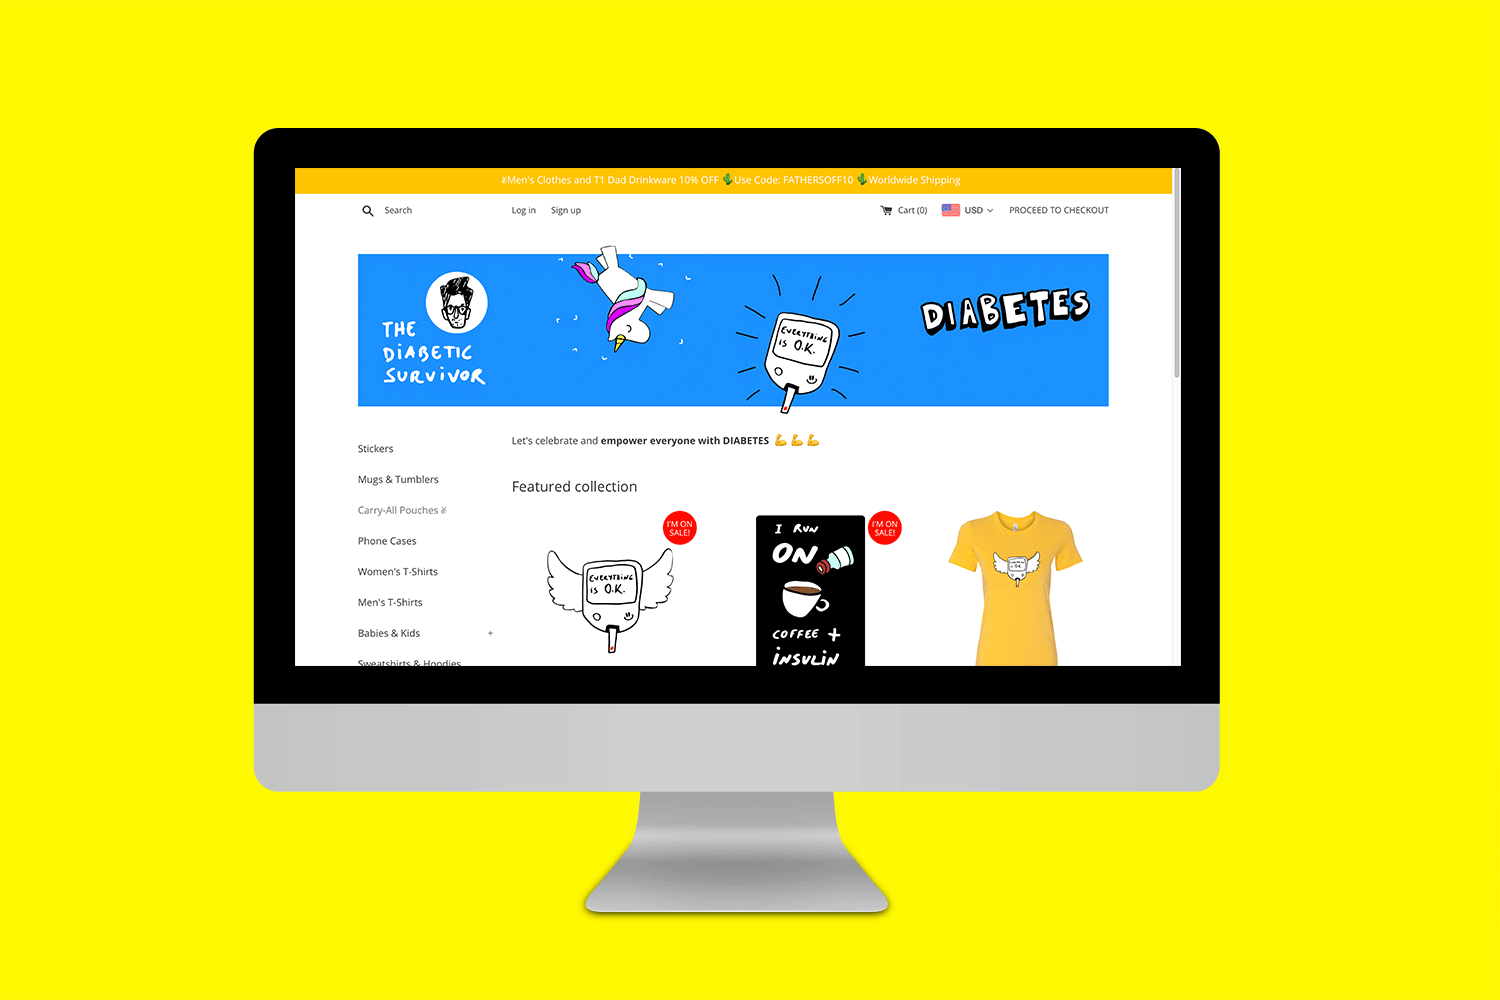 ✌Men's Clothes and T1 Dad Drinkware 10% OFF 🌵Use Code: FATHERSOFF10 🌵Worldwide Shipping
Search
Log in
Sign up
Cart (0)
USD
PROCEED TO CHECKOUT
THE
DIABETIC
SURVIVOR
EVERYTHING
is O.K.
DIABETES
Let's celebrate and empower everyone with DIABETES 💪 💪 💪
Stickers
Mugs & Tumblers
Carry-All Pouches ✌
Phone Cases
Women's T-Shirts
Men's T-Shirts
Babies & Kids +
Sweatshirts & Hoodies
Featured collection
I'M ON
SALE!
EVERYTHING
is O.K.
I'M ON
SALE!
I RUN
ON
COFFEE +
iNSULiN